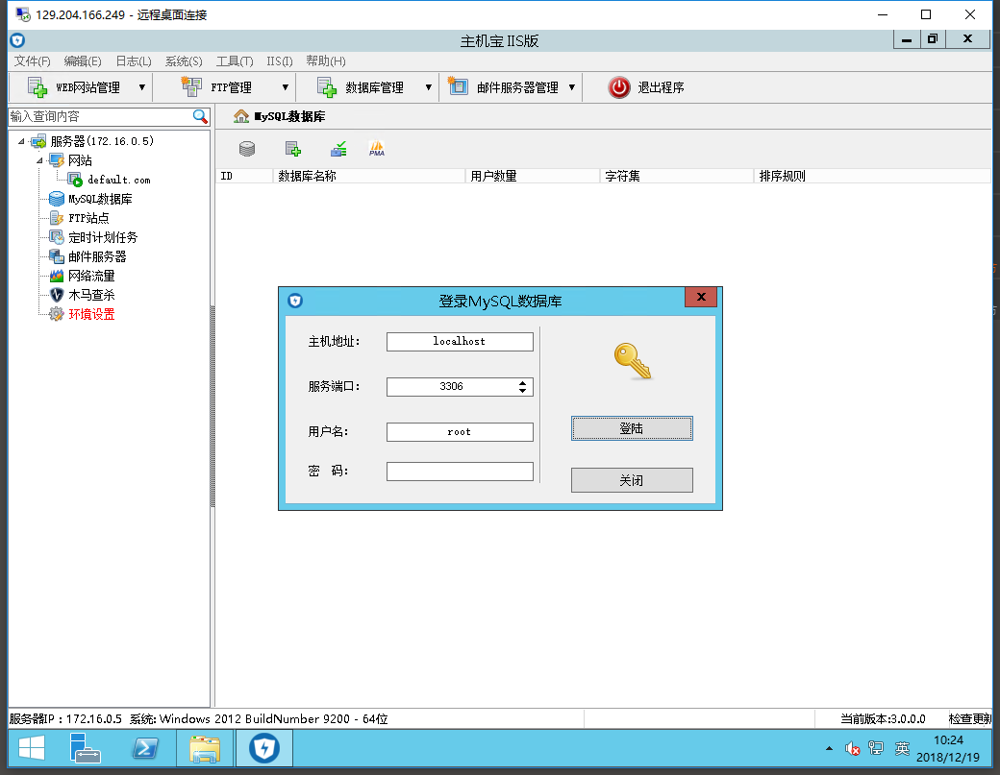 129.204.166.249 - 远程桌面连接
主机宝 IIS版
文件(F) 编辑(E) 日志(L) 系统(S) 工具(T) IIS(I) 帮助(H)
WEB网站管理 FTP管理 数据库管理 邮件服务器管理 退出程序
输入查询内容
MySQL数据库
服务器(172.16.0.5)
网站
default.com
MySQL数据库
FTP站点
定时计划任务
邮件服务器
网络流量
木马查杀
环境设置
PMA
ID 数据库名称 用户数量 字符集 排序规则
登录MySQL数据库
主机地址： localhost
服务端口： 3306
用户名： root
密 码：
登陆
关闭
服务器IP：172.16.0.5 系统: Windows 2012 BuildNumber 9200 - 64位 当前版本:3.0.0.0 检查更新
英
10:24
2018/12/19